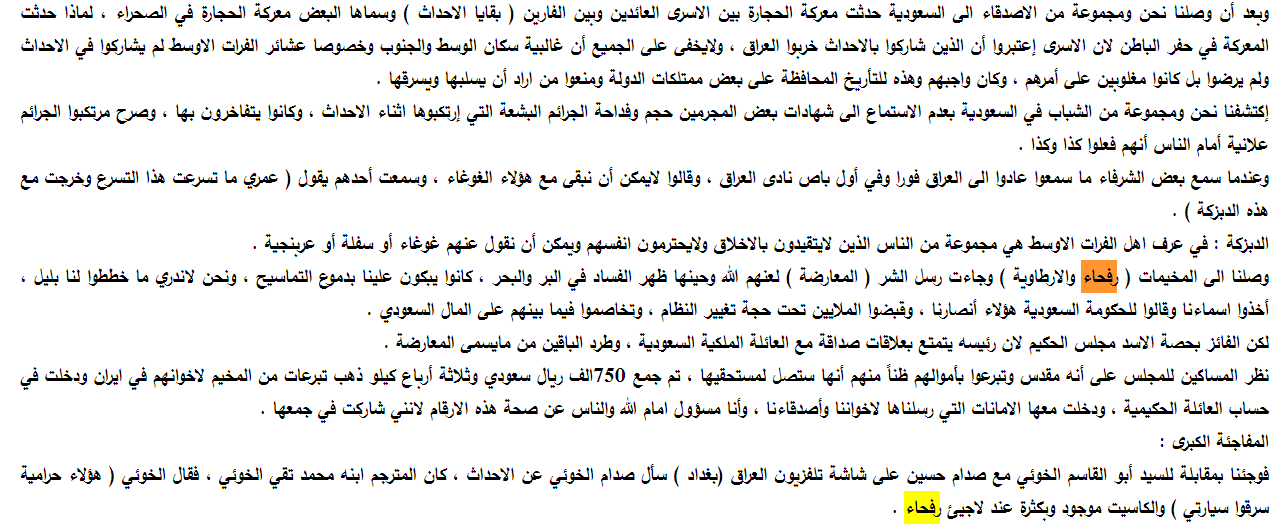 وبعد أن وصلنا نحن ومجموعة من الاصدقاء الى السعودية حدثت معركة الحجارة بين الاسرى العائدين وبين الفارين ( بقايا الاحداث ) وسماها البعض معركة الحجارة في الصحراء ، لماذا حدثت
المعركة في حفر الباطن لان الاسرى إعتبروا أن الذين شاركوا بالاحداث خربوا العراق ، ولايخفى على الجميع أن غالبية سكان الوسط والجنوب وخصوصا عشائر الفرات الاوسط لم يشاركوا في الاحداث
ولم يرضوا بل كانوا مغلوبين على أمرهم ، وكان واجبهم وهذه للتأريخ المحافظة على بعض ممتلكات الدولة ومنعوا من اراد أن يسلبها ويسرقها .
إكتشفنا نحن ومجموعة من الشباب في السعودية بعدم الاستماع الى شهادات بعض المجرمين حجم وفداحة الجرائم البشعة التي إرتكبوها اثناء الاحداث ، وكانوا يتفاخرون بها ، وصرح مرتكبوا الجرائم
علانية أمام الناس أنهم فعلوا كذا وكذا .
وعندما سمع بعض الشرفاء ما سمعوا عادوا الى العراق فورا وفي أول باص نادى العراق ، وقالوا لايمكن أن نبقى مع هؤلاء الغوغاء ، وسمعت أحدهم يقول ( عمري ما تسرعت هذا التسرع وخرجت مع
هذه الدبزكة ) .
الدبزكة : في عرف اهل الفرات الاوسط هي مجموعة من الناس الذين لايتقيدون بالاخلاق ولايحترمون انفسهم ويمكن أن نقول عنهم غوغاء أو سفلة أو عربنجية .
وصلنا الى المخيمات ( رفحاء والارطاوية ) وجاءت رسل الشر ( المعارضة ) لعنهم الله وحينها ظهر الفساد في البر والبحر ، كانوا يبكون علينا بدموع التماسيح ، ونحن لاندري ما خططوا لنا بليل ،
أخذوا اسماءنا وقالوا للحكومة السعودية هؤلاء أنصارنا ، وقبضوا الملايين تحت حجة تغيير النظام ، وتخاصموا فيما بينهم على المال السعودي .
لكن الفائز بحصة الاسد مجلس الحكيم لان رئيسه يتمتع بعلاقات صداقة مع العائلة الملكية السعودية ، وطرد الباقين من مايسمى المعارضة .
نظر المساكين للمجلس على أنه مقدس وتبرعوا بأموالهم ظناً منهم أنها ستصل لمستحقيها ، تم جمع 750الف ريال سعودي وثلاثة أرباع كيلو ذهب تبرعات من المخيم لاخوانهم في ايران ودخلت في
حساب العائلة الحكيمية ، ودخلت معها الامانات التي رسلناها لاخواننا وأصدقاءنا ، وأنا مسؤول امام الله والناس عن صحة هذه الارقام لانني شاركت في جمعها .
المفاجئة الكبرى :
فوجئنا بمقابلة للسيد أبو القاسم الخوئي مع صدام حسين على شاشة تلفزيون العراق (بغداد ) سأل صدام الخوئي عن الاحداث ، كان المترجم ابنه محمد تقي الخوئي ، فقال الخوئي ( هؤلاء حرامية
سرقوا سيارتي ) والكاسيت موجود وبكثرة عند لاجيئ رفحاء .